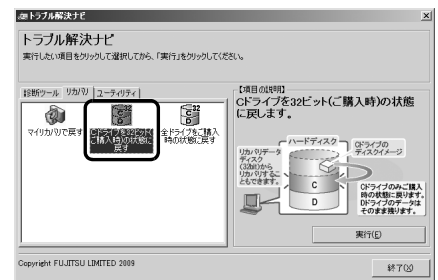 トラブル解決ナビ
トラブル解決ナビ
実行したい項目をクリックして選択してから、「実行」をクリックしてください。
診断ツール
リカバリ
ユーティリティ
マイリカバリで戻す
Cドライブを32ビット(ご購入時)の状態に戻す
全ドライブをご購入時の状態に戻す
【項目の説明】
Cドライブを32ビット(ご購入時)の状態
に戻します。
ハードディスク
Cドライブの
ディスクイメージ
リカバリデータ
ディスク
(32bit)から
リカバリするこ
ともできます。
C
D
Cドライブのみご購入
時の状態に戻ります。
Dドライブのデータは
そのまま残ります。
実行(E)
Copyright FUJITSU LIMITED 2009
終了(X)